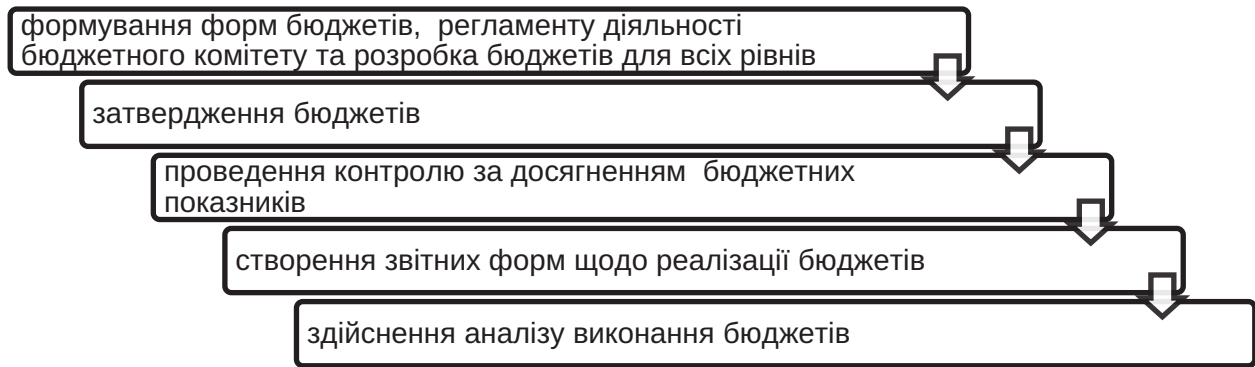 формування форм бюджетів, регламенту діяльності
бюджетного комітету та розробка бюджетів для всіх рівнів
затвердження бюджетів
проведення контролю за досягненням бюджетних
показників
створення звітних форм щодо реалізації бюджетів
здійснення аналізу виконання бюджетів